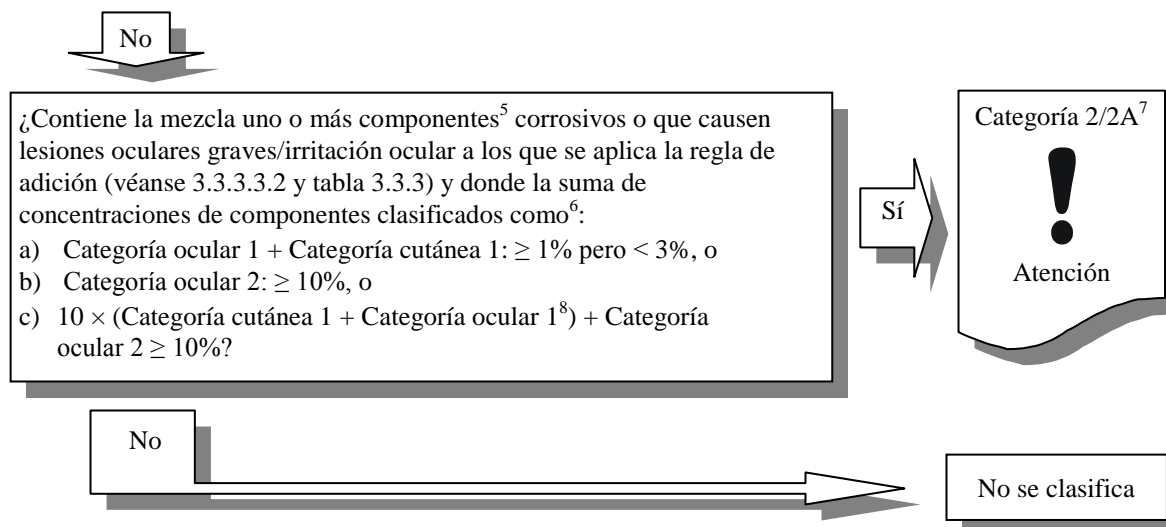 No
¿Contiene la mezcla uno o más componentes⁵ corrosivos o que causen
lesiones oculares graves/irritación ocular a los que se aplica la regla de
adición (véanse 3.3.3.3.2 y tabla 3.3.3) y donde la suma de
concentraciones de componentes clasificados como⁶:
a) Categoría ocular 1 + Categoría cutánea 1: ≥ 1% pero < 3%, o
b) Categoría ocular 2: ≥ 10%, o
c) 10 × (Categoría cutánea 1 + Categoría ocular 1⁸) + Categoría
ocular 2 ≥ 10%?
Sí
Categoría 2/2A⁷
Atención
No
No se clasifica